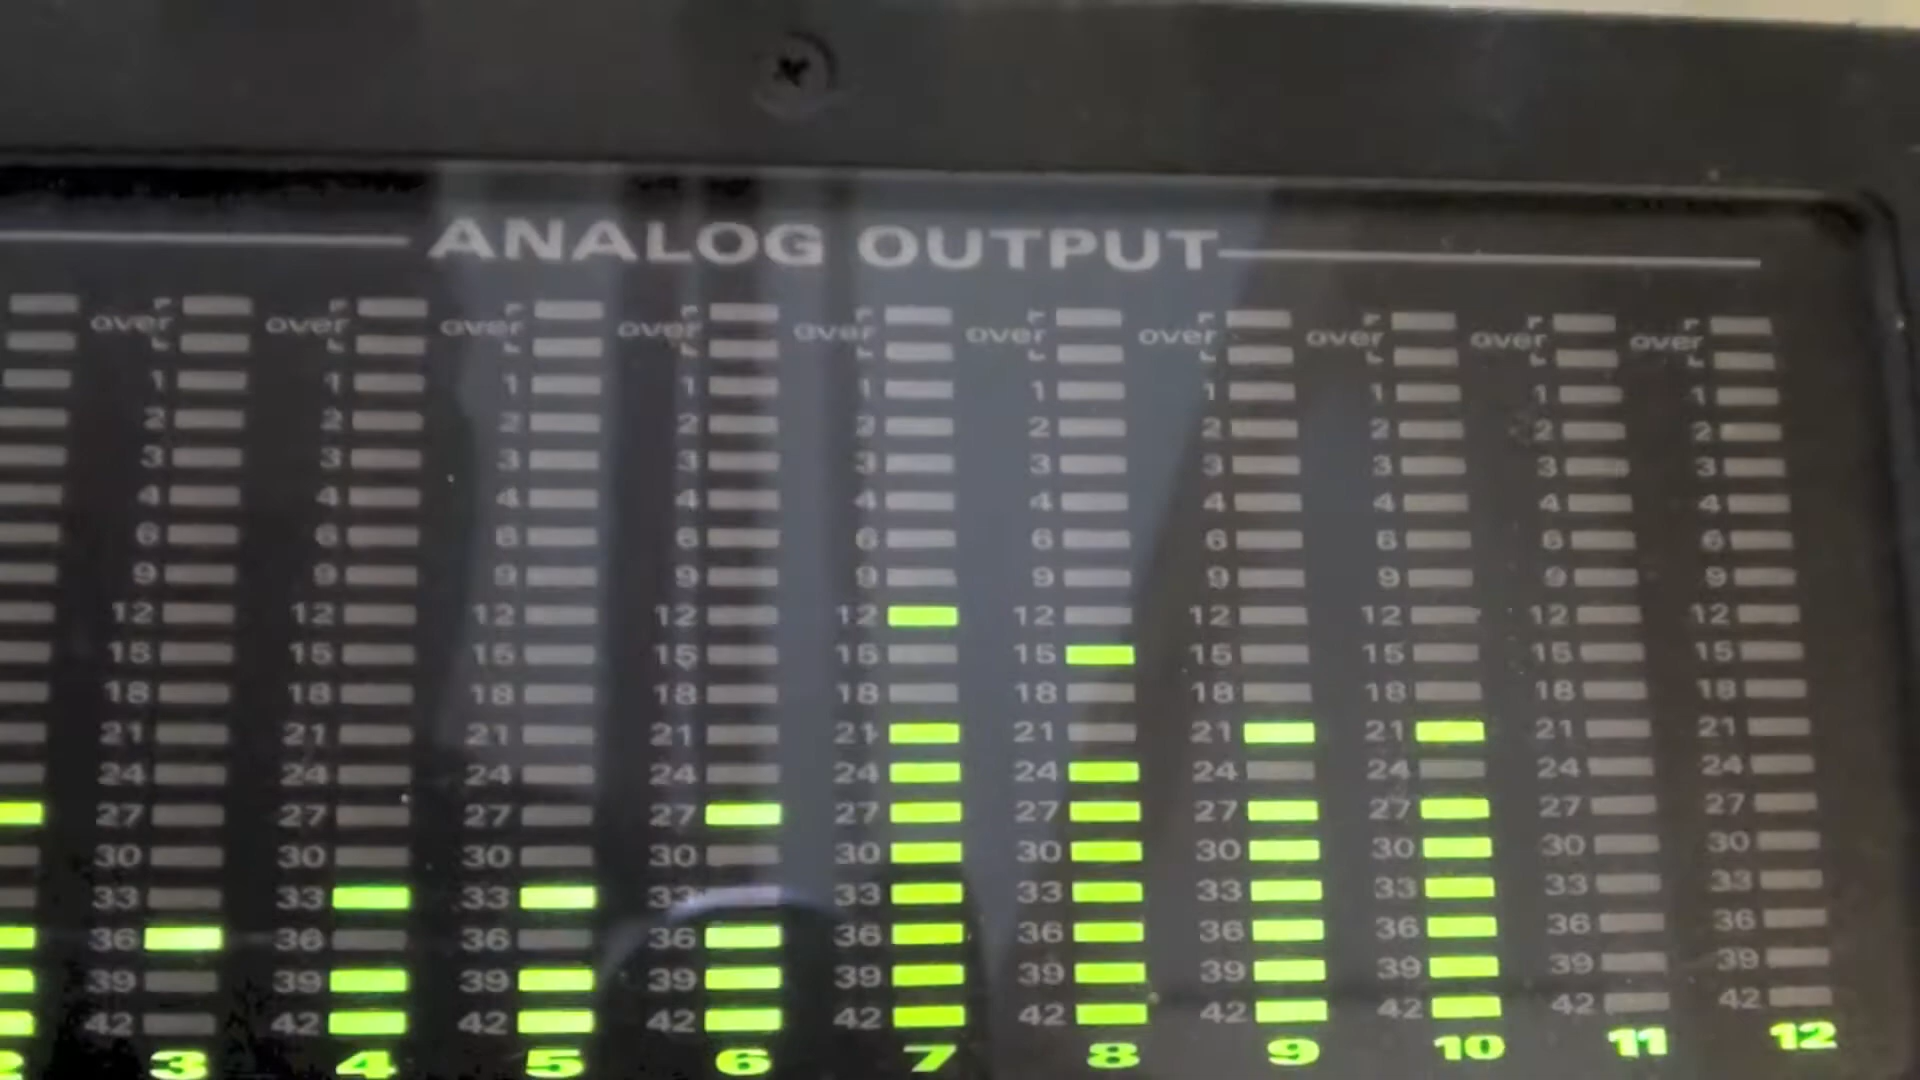 ANALOG OUTPUT
over over over over over over over over over over
1 1 1 1 1 1 1 1 1 1
2 2 2 2 2 2 2 2 2 2
3 3 3 3 3 3 3 3 3 3
4 4 4 4 4 4 4 4 4 4
6 6 6 6 6 6 6 6 6 6
9 9 9 9 9 9 9 9 9 9
12 12 12 12 12 12 12 12 12 12
15 15 15 15 15 15 15 15 15 15
18 18 18 18 18 18 18 18 18 18
21 21 21 21 21 21 21 21 21 21
24 24 24 24 24 24 24 24 24 24
27 27 27 27 27 27 27 27 27 27
30 30 30 30 30 30 30 30 30 30
33 33 33 33 33 33 33 33 33 33
36 36 36 36 36 36 36 36 36 36
39 39 39 39 39 39 39 39 39 39
42 42 42 42 42 42 42 42 42 42
2 3 4 5 6 7 8 9 10 11 12